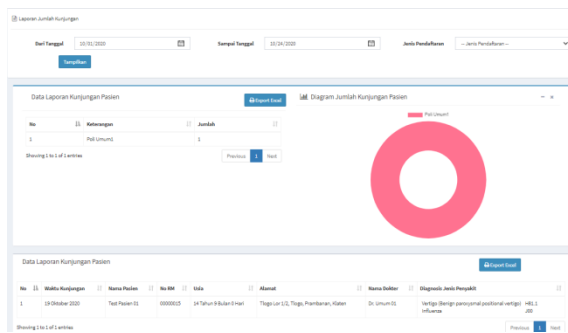 Laporan Jumlah Kunjungan
Dari Tanggal 10/01/2020 Sampai Tanggal 10/24/2020 Jenis Pendaftaran -- Jenis Pendaftaran --
Tampilkan
Data Laporan Kunjungan Pasien Export Excel
No Keterangan Jumlah
1 Poli Umum1 1
Showing 1 to 1 of 1 entries Previous 1 Next
Diagram Jumlah Kunjungan Pasien
Poli Umum1
Data Laporan Kunjungan Pasien Export Excel
No Waktu Kunjungan Nama Pasien No RM Usia Alamat Nama Dokter Diagnosis Jenis Penyakit
1 19 Oktober 2020 Test Pasien 01 00000015 14 Tahun 9 Bulan 0 Hari Tlogo Lor 1/2, Tlogo, Prambanan, Klaten Dr. Umum 01 Vertigo (Benign paroxysmal positional vertigo) H81.1
Influenza J00
Showing 1 to 1 of 1 entries Previous 1 Next